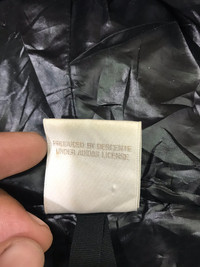 PRODUCED BY DESCENTE
UNDER ADIDAS LICENSE